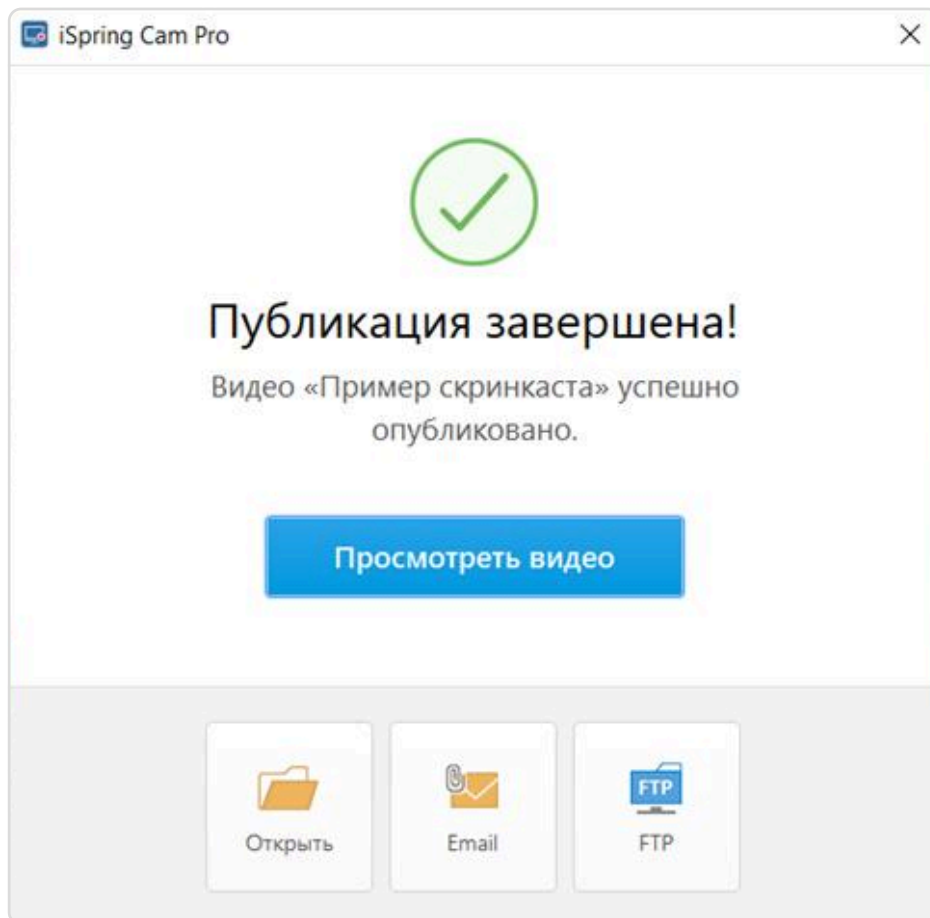 iSpring Cam Pro
Публикация завершена!
Видео «Пример скринкаста» успешно
опубликовано.
Просмотреть видео
FTP
Открыть
Email
FTP